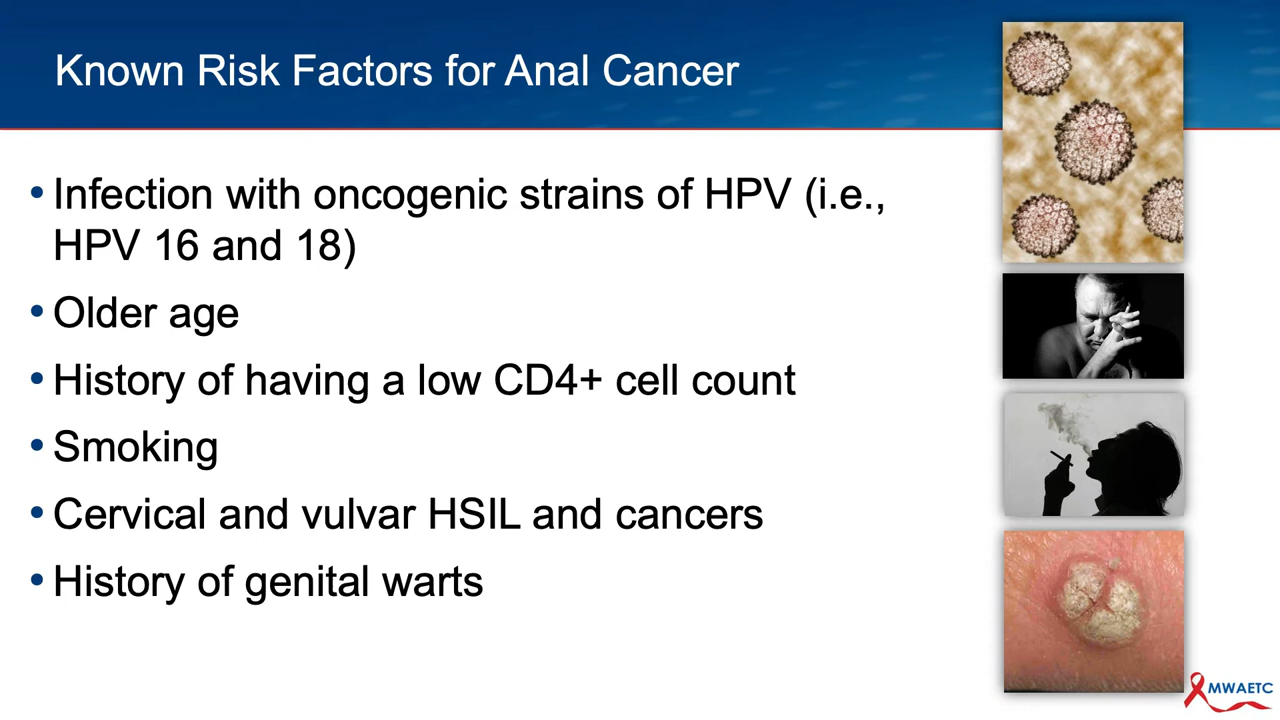 Known Risk Factors for Anal Cancer
• Infection with oncogenic strains of HPV (i.e.,
HPV 16 and 18)
• Older age
• History of having a low CD4+ cell count
• Smoking
• Cervical and vulvar HSIL and cancers
• History of genital warts
MWAETC